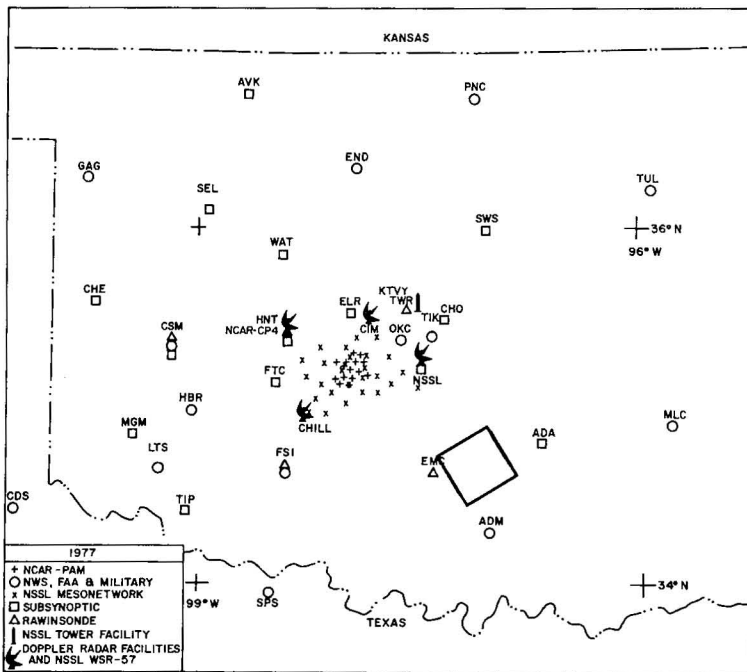 KANSAS
AVK
PNC
END
GAG
TUL
SEL
SWS
36° N
96° W
WAT
CHE
KTVY
TWR
ELR
CHO
HNT
TIK
CSM
NCAR-CP4
CIM
OKC
FTC
NSSL
HBR
CHILL
MGM
MLC
ADA
LTS
FSI
EMC
CDS
TIP
ADM
1977
+ NCAR-PAM
NWS, FAA & MILITARY
x NSSL MESONETWORK
SUBSYNOPTIC
RAWINSONDE
NSSL TOWER FACILITY
DOPPLER RADAR FACILITIES
AND NSSL WSR-57
99° W
SPS
34° N
TEXAS